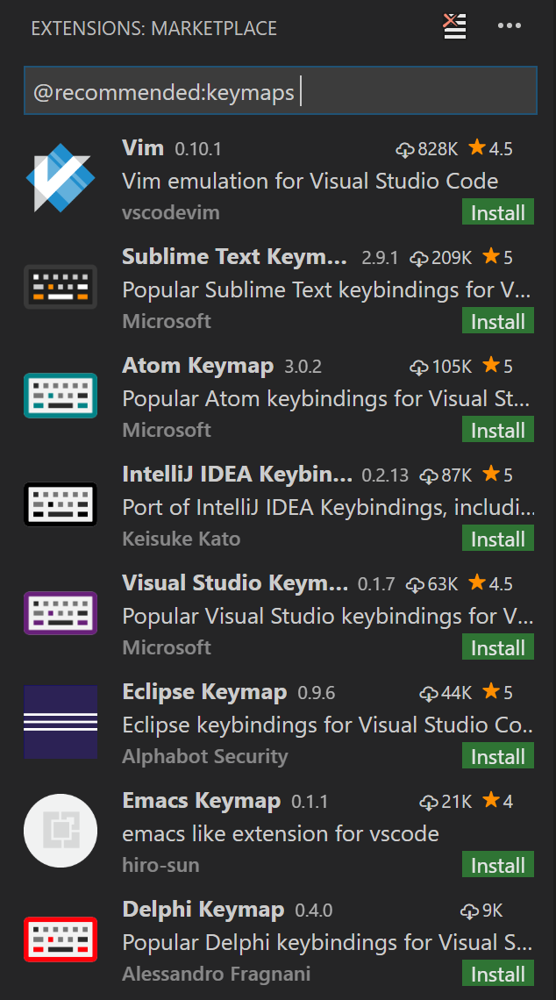 EXTENSIONS: MARKETPLACE
@recommended:keymaps
Vim 0.10.1 828K 4.5
Vim emulation for Visual Studio Code
vscodevim Install
Sublime Text Keym... 2.9.1 209K 5
Popular Sublime Text keybindings for V...
Microsoft Install
Atom Keymap 3.0.2 105K 5
Popular Atom keybindings for Visual St...
Microsoft Install
IntelliJ IDEA Keybin... 0.2.13 87K 5
Port of IntelliJ IDEA Keybindings, includi...
Keisuke Kato Install
Visual Studio Keym... 0.1.7 63K 4.5
Popular Visual Studio keybindings for V...
Microsoft Install
Eclipse Keymap 0.9.6 44K 5
Eclipse keybindings for Visual Studio Co..
Alphabot Security Install
Emacs Keymap 0.1.1 21K 4
emacs like extension for vscode
hiro-sun Install
Delphi Keymap 0.4.0 9K
Popular Delphi keybindings for Visual S...
Alessandro Fragnani Install